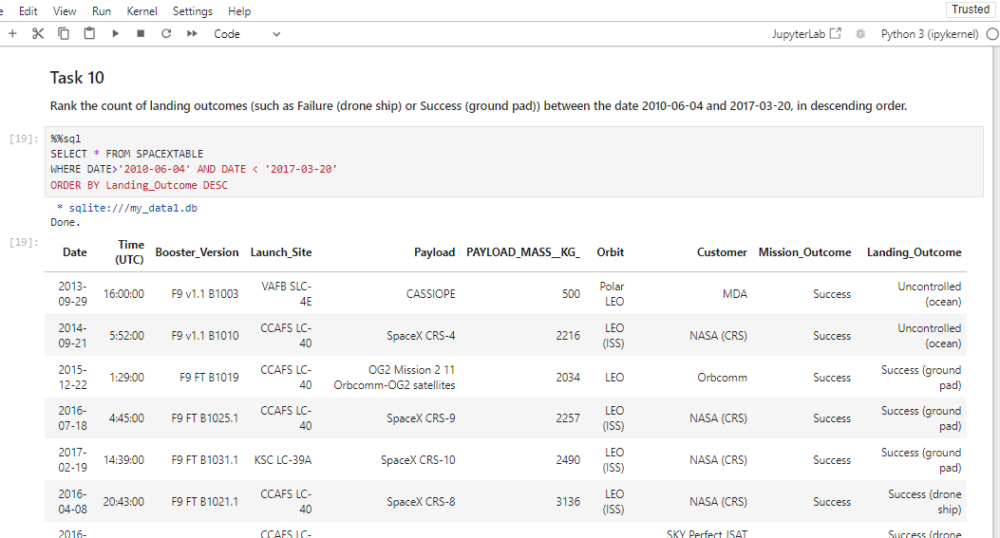 e Edit View Run Kernel Settings Help Trusted
Code JupyterLab Python 3 (ipykernel)
Task 10
Rank the count of landing outcomes (such as Failure (drone ship) or Success (ground pad)) between the date 2010-06-04 and 2017-03-20, in descending order.
[19]: %%sql
SELECT * FROM SPACEXTABLE
WHERE DATE>'2010-06-04' AND DATE < '2017-03-20'
ORDER BY Landing_Outcome DESC
* sqlite:///my_data1.db
Done.
[19]:
Date Time (UTC) Booster_Version Launch_Site Payload PAYLOAD_MASS__KG_ Orbit Customer Mission_Outcome Landing_Outcome
2013-09-29 16:00:00 F9 v1.1 B1003 VAFB SLC-4E CASSIOPE 500 Polar LEO MDA Success Uncontrolled (ocean)
2014-09-21 5:52:00 F9 v1.1 B1010 CCAFS LC-40 SpaceX CRS-4 2216 LEO (ISS) NASA (CRS) Success Uncontrolled (ocean)
2015-12-22 1:29:00 F9 FT B1019 CCAFS LC-40 OG2 Mission 2 11 Orbcomm-OG2 satellites 2034 LEO Orbcomm Success Success (ground pad)
2016-07-18 4:45:00 F9 FT B1025.1 CCAFS LC-40 SpaceX CRS-9 2257 LEO (ISS) NASA (CRS) Success Success (ground pad)
2017-02-19 14:39:00 F9 FT B1031.1 KSC LC-39A SpaceX CRS-10 2490 LEO (ISS) NASA (CRS) Success Success (ground pad)
2016-04-08 20:43:00 F9 FT B1021.1 CCAFS LC-40 SpaceX CRS-8 3136 LEO (ISS) NASA (CRS) Success Success (drone ship)
2016- CCAFS LC- SKY Perfect JSAT Success (drone